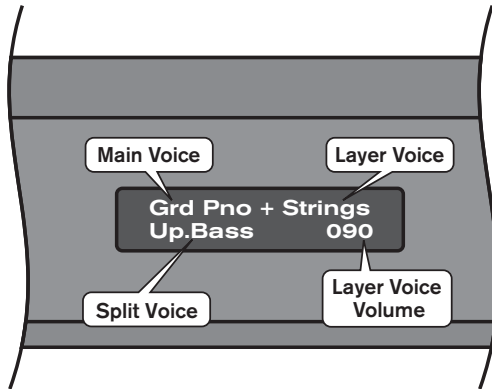 Main Voice
Layer Voice
Grd Pno + Strings
Up.Bass 090
Split Voice
Layer Voice
Volume